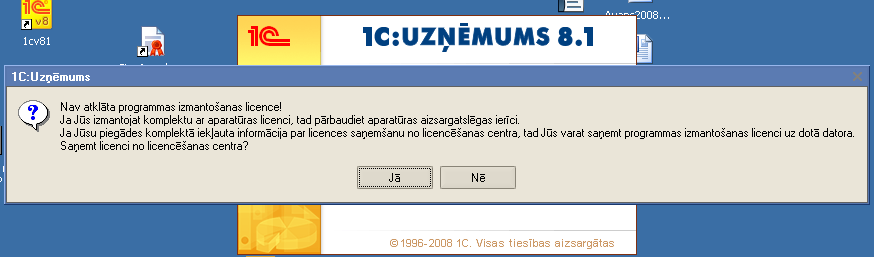 Auanc2008...
v8
1cv81
1С
1C:UZŅĒMUMS 8.1
1C:Uzņēmums
Nav atklāta programmas izmantošanas licence!
Ja Jūs izmantojat komplektu ar aparatūras licenci, tad pārbaudiet aparatūras aizsargatslēgas ierīci.
Ja Jūsu piegādes komplektā iekļauta informācija par licences saņemšanu no licencēšanas centra, tad Jūs varat saņemt programmas izmantošanas licenci uz dotā datora.
Saņemt licenci no licencēšanas centra?
Jā
Nē
©1996-2008 1C. Visas tiesības aizsargātas